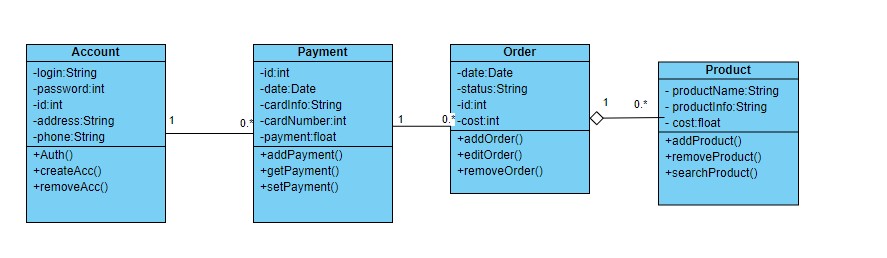 Account
-login:String
-password:int
-id:int
-address:String
-phone:String
+Auth()
+createAcc()
+removeAcc()
1
0.*
Payment
-id:int
-date:Date
-cardInfo:String
-cardNumber:int
-payment:float
+addPayment()
+getPayment()
+setPayment()
1
0.*
Order
-date:Date
-status:String
-id:int
-cost:int
+addOrder()
+editOrder()
+removeOrder()
1
0.*
Product
- productName:String
- productInfo:String
- cost:float
+addProduct()
+removeProduct()
+searchProduct()